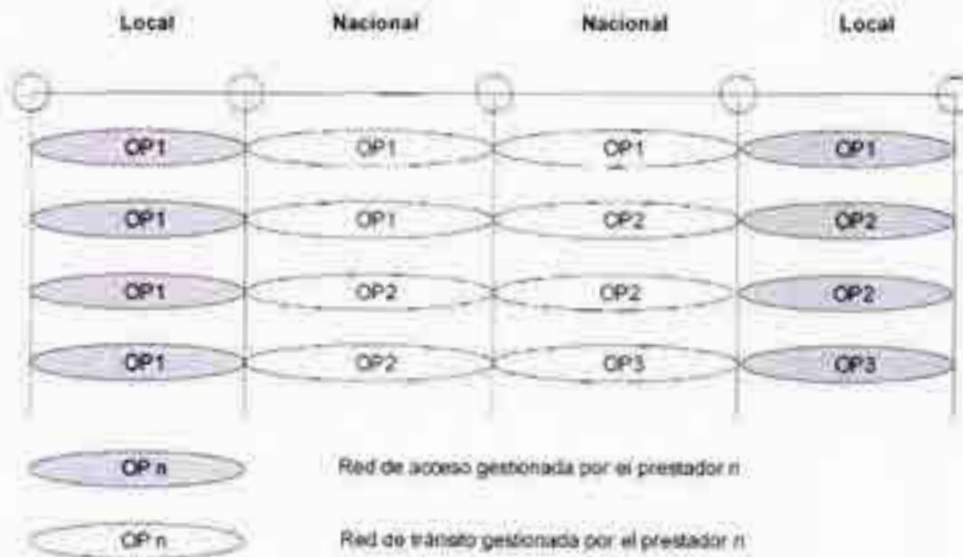 Local Nacional Nacional Local
OP1 OP1 OP1 OP1
OP1 OP1 OP2 OP2
OP1 OP2 OP2 OP2
OP1 OP2 OP3 OP3
OP n Red de acceso gestionada por el prestador n
OP n Red de tránsito gestionada por el prestador n